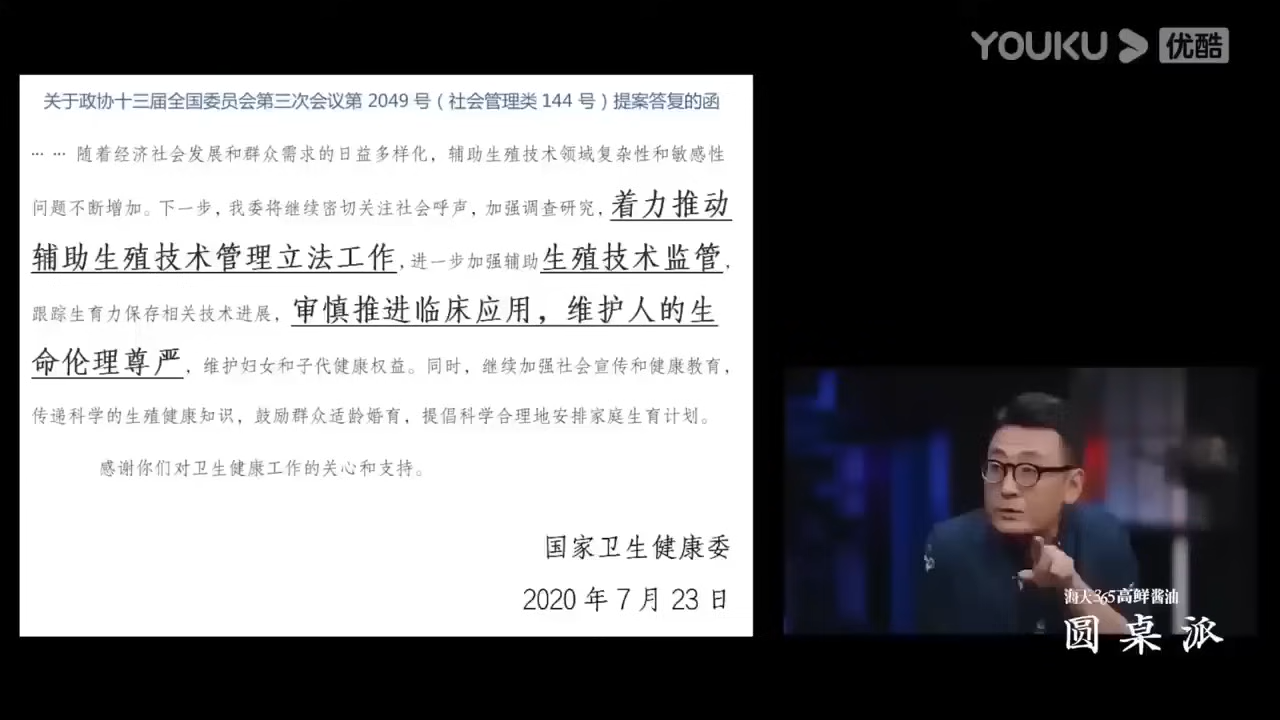 YOUKU 优酷
关于政协十三届全国委员会第三次会议第 2049 号（社会管理类 144 号）提案答复的函
… … 随着经济社会发展和群众需求的日益多样化，辅助生殖技术领域复杂性和敏感性
问题不断增加。下一步，我委将继续密切关注社会呼声，加强调查研究，着力推动
辅助生殖技术管理立法工作，进一步加强辅助生殖技术监管，
跟踪生育力保存相关技术进展，审慎推进临床应用，维护人的生
命伦理尊严，维护妇女和子代健康权益。同时，继续加强社会宣传和健康教育，
传递科学的生殖健康知识，鼓励群众适龄婚育，提倡科学合理地安排家庭生育计划。
感谢你们对卫生健康工作的关心和支持。
国家卫生健康委
2020 年 7 月 23 日
海天365高鲜酱油
圆桌派